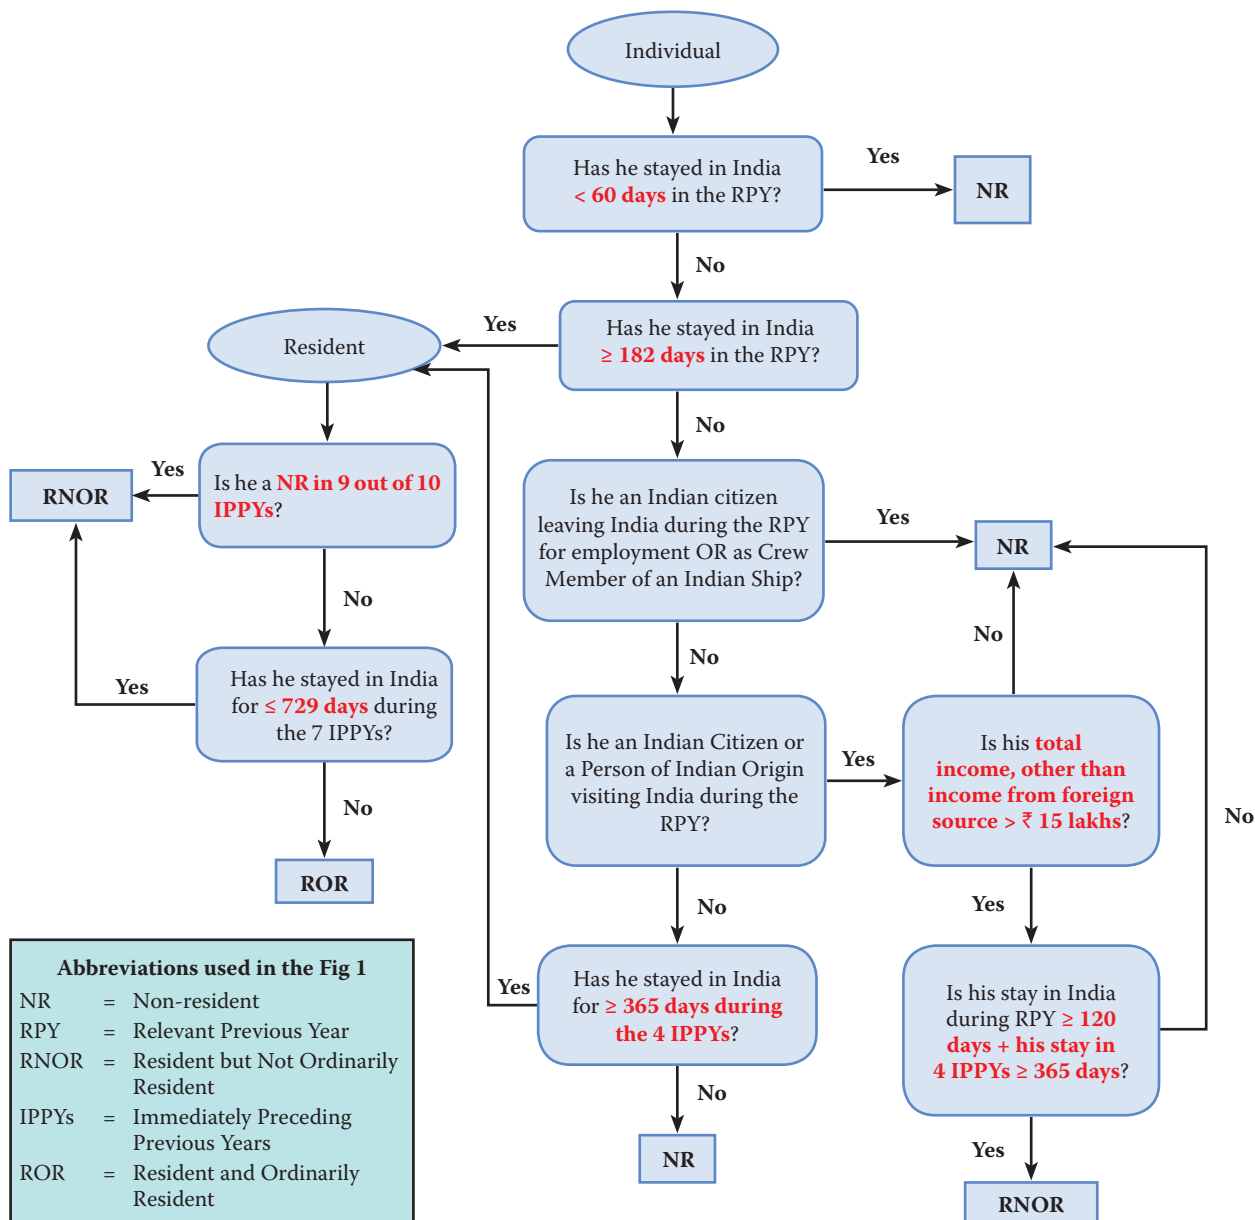 Individual
Has he stayed in India
< 60 days in the RPY?
Yes
NR
No
Has he stayed in India
≥ 182 days in the RPY?
Yes
Resident
No
Is he a NR in 9 out of 10
IPPYs?
Yes
RNOR
No
Has he stayed in India
for ≤ 729 days during
the 7 IPPYs?
Yes
No
ROR
Is he an Indian citizen
leaving India during the RPY
for employment OR as Crew
Member of an Indian Ship?
Yes
NR
No
No
Is he an Indian Citizen or
a Person of Indian Origin
visiting India during the
RPY?
Yes
Is his total
income, other than
income from foreign
source > ₹ 15 lakhs?
No
No
Yes
Has he stayed in India
for ≥ 365 days during
the 4 IPPYs?
Yes
No
NR
Is his stay in India
during RPY ≥ 120
days + his stay in
4 IPPYs ≥ 365 days?
Yes
RNOR
Abbreviations used in the Fig 1
NR = Non-resident
RPY = Relevant Previous Year
RNOR = Resident but Not Ordinarily
Resident
IPPYs = Immediately Preceding
Previous Years
ROR = Resident and Ordinarily
Resident